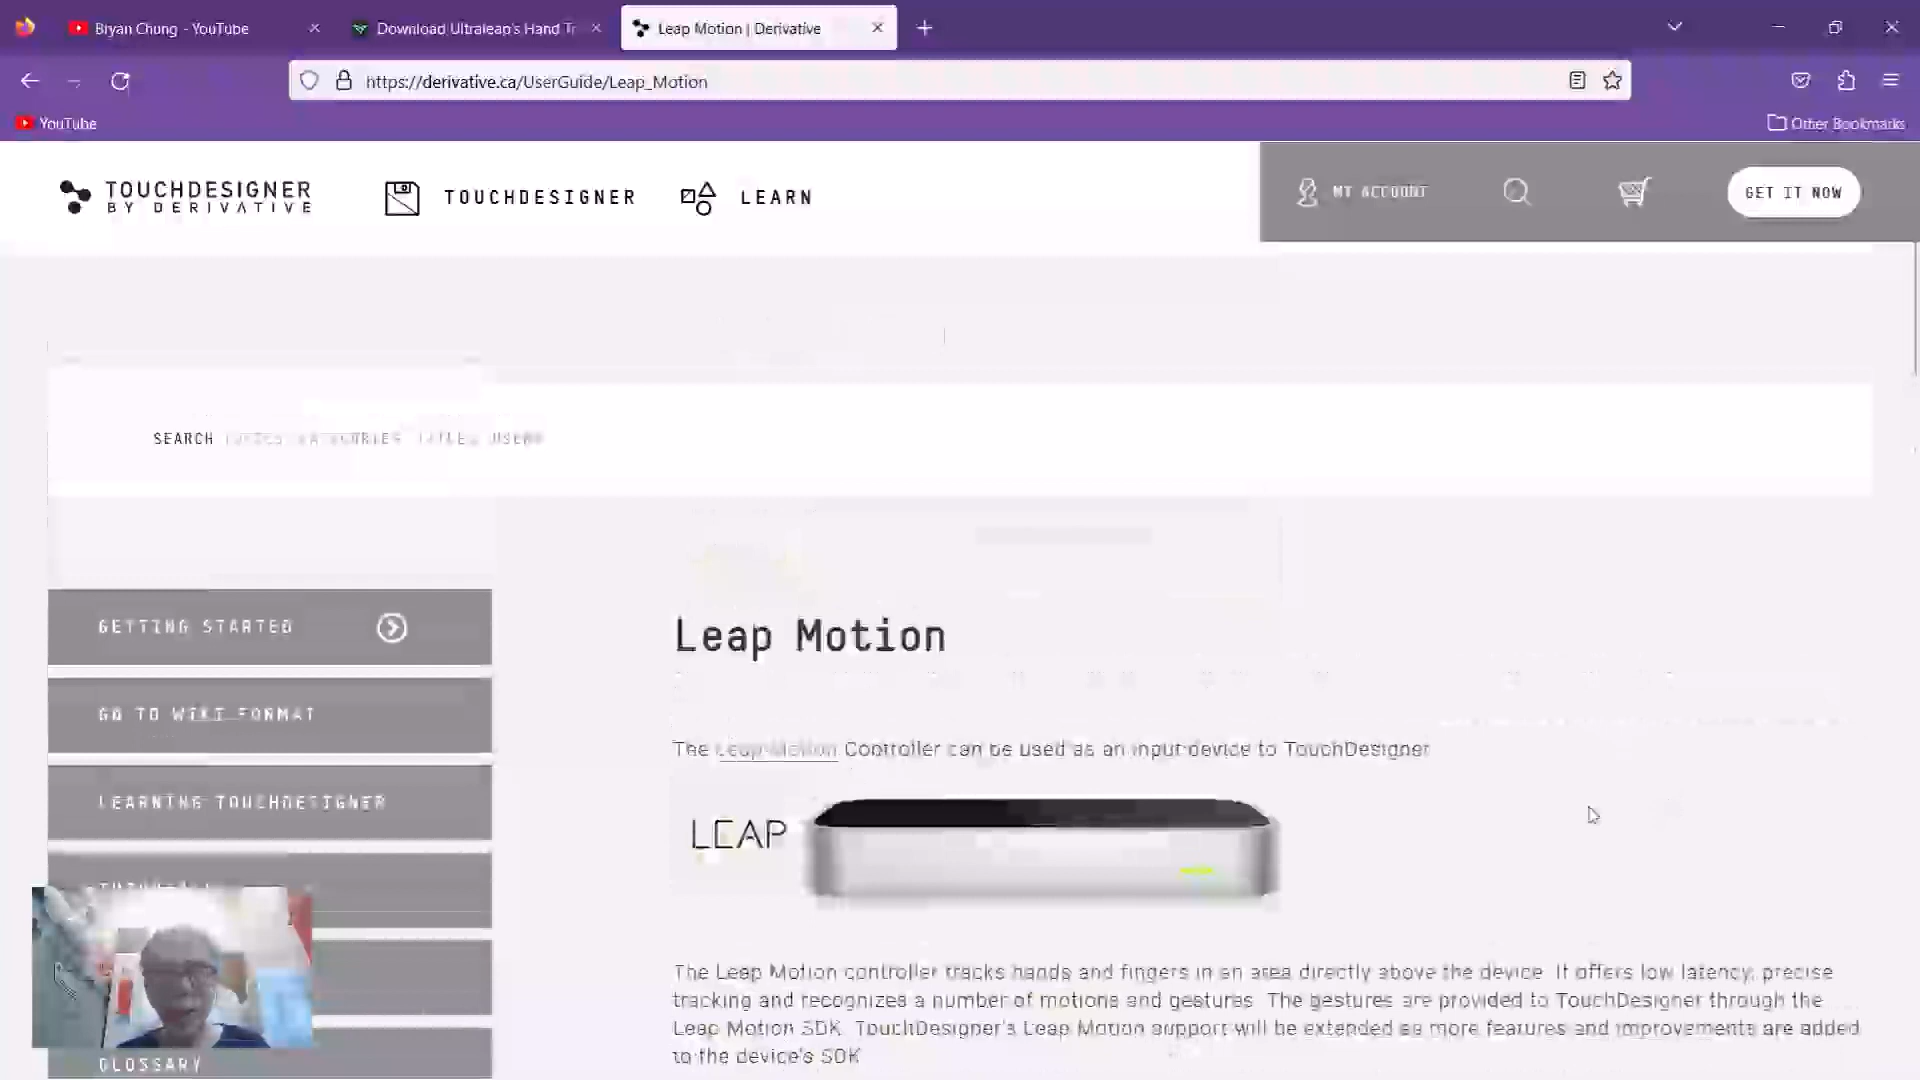 Bryan Chung - YouTube
Download Ultraleap's Hand Tr
Leap Motion | Derivative
https://derivative.ca/UserGuide/Leap_Motion
YouTube
Other Bookmarks
TOUCHDESIGNER
BY DERIVATIVE
TOUCHDESIGNER
LEARN
MY ACCOUNT
GET IT NOW
SEARCH TOPICS, CATEGORIES, TITLES, USERS
GETTING STARTED
GO TO WIKI FORMAT
LEARNING TOUCHDESIGNER
GLOSSARY
Leap Motion
The Leap Motion Controller can be used as an input device to TouchDesigner
LEAP
The Leap Motion controller tracks hands and fingers in an area directly above the device. It offers low latency, precise
tracking and recognizes a number of motions and gestures. The gestures are provided to TouchDesigner through the
Leap Motion SDK. TouchDesigner's Leap Motion support will be extended as more features and improvements are added
to the device's SDK